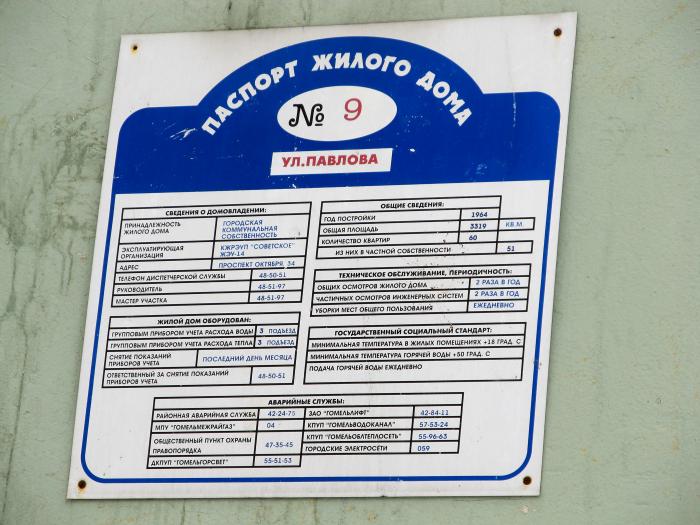 ПАСПОРТ ЖИЛОГО ДОМА
№ 9
УЛ.ПАВЛОВА
СВЕДЕНИЯ О ДОМОВЛАДЕНИИ:
ПРИНАДЛЕЖНОСТЬ ЖИЛОГО ДОМА ГОРОДСКАЯ КОММУНАЛЬНАЯ СОБСТВЕННОСТЬ
ЭКСПЛУАТИРУЮЩАЯ ОРГАНИЗАЦИЯ КЖРЭУП "СОВЕТСКОЕ" ЖЭУ-14
АДРЕС ПРОСПЕКТ ОКТЯБРЯ, 34
ТЕЛЕФОН ДИСПЕТЧЕРСКОЙ СЛУЖБЫ 48-50-51
РУКОВОДИТЕЛЬ 48-51-97
МАСТЕР УЧАСТКА 48-51-97
ЖИЛОЙ ДОМ ОБОРУДОВАН:
ГРУППОВЫМ ПРИБОРОМ УЧЕТА РАСХОДА ВОДЫ 3 ПОДЪЕЗД
ГРУППОВЫМ ПРИБОРОМ УЧЕТА РАСХОДА ТЕПЛА 3 ПОДЪЕЗД
СНЯТИЕ ПОКАЗАНИЙ ПРИБОРОВ УЧЕТА ПОСЛЕДНИЙ ДЕНЬ МЕСЯЦА
ОТВЕТСТВЕННЫЙ ЗА СНЯТИЕ ПОКАЗАНИЙ ПРИБОРОВ УЧЕТА 48-50-51
ОБЩИЕ СВЕДЕНИЯ:
ГОД ПОСТРОЙКИ 1964
ОБЩАЯ ПЛОЩАДЬ 3319 КВ.М.
КОЛИЧЕСТВО КВАРТИР 60
ИЗ НИХ В ЧАСТНОЙ СОБСТВЕННОСТИ 51
ТЕХНИЧЕСКОЕ ОБСЛУЖИВАНИЕ, ПЕРИОДИЧНОСТЬ:
ОБЩИХ ОСМОТРОВ ЖИЛОГО ДОМА 2 РАЗА В ГОД
ЧАСТИЧНЫХ ОСМОТРОВ ИНЖЕНЕРНЫХ СИСТЕМ 2 РАЗА В ГОД
УБОРКИ МЕСТ ОБЩЕГО ПОЛЬЗОВАНИЯ ЕЖЕДНЕВНО
ГОСУДАРСТВЕННЫЙ СОЦИАЛЬНЫЙ СТАНДАРТ:
МИНИМАЛЬНАЯ ТЕМПЕРАТУРА В ЖИЛЫХ ПОМЕЩЕНИЯХ +18 ГРАД. С
МИНИМАЛЬНАЯ ТЕМПЕРАТУРА ГОРЯЧЕЙ ВОДЫ +50 ГРАД. С
ПОДАЧА ГОРЯЧЕЙ ВОДЫ ЕЖЕДНЕВНО
АВАРИЙНЫЕ СЛУЖБЫ:
РАЙОННАЯ АВАРИЙНАЯ СЛУЖБА 42-24-75
МПУ "ГОМЕЛЬМЕЖРАЙГАЗ" 04
ОБЩЕСТВЕННЫЙ ПУНКТ ОХРАНЫ ПРАВОПОРЯДКА 47-35-45
ДКПУП "ГОМЕЛЬГОРСВЕТ" 55-51-53
ЗАО "ГОМЕЛЬЛИФТ" 42-84-11
КПУП "ГОМЕЛЬВОДОКАНАЛ" 57-53-24
КПУП "ГОМЕЛЬОБЛТЕПЛОСЕТЬ" 55-96-63
ГОРОДСКИЕ ЭЛЕКТРОСЕТИ 059